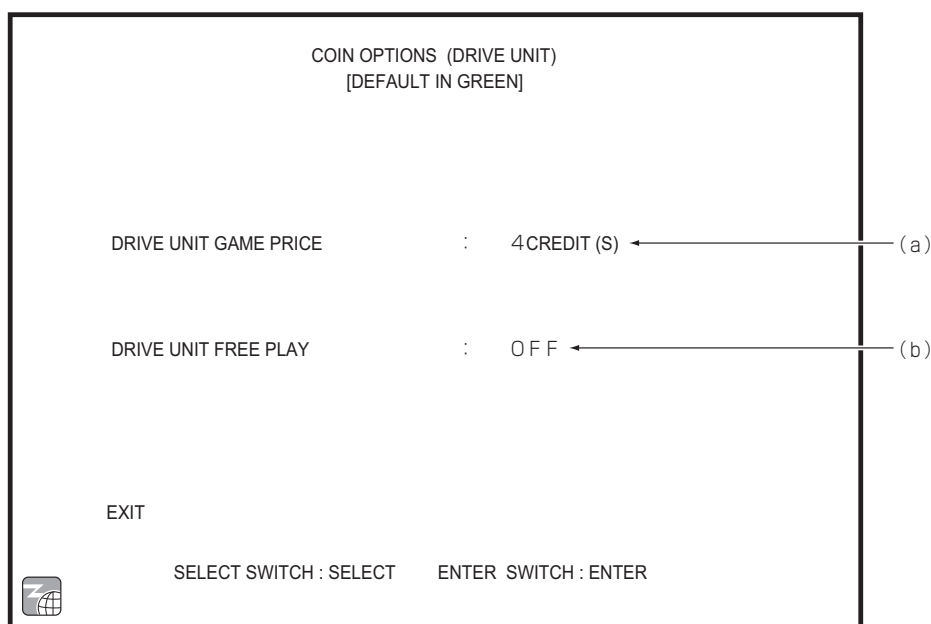 COIN OPTIONS (DRIVE UNIT)
[DEFAULT IN GREEN]
DRIVE UNIT GAME PRICE : 4CREDIT (S) (a)
DRIVE UNIT FREE PLAY : OFF (b)
EXIT
SELECT SWITCH : SELECT ENTER SWITCH : ENTER